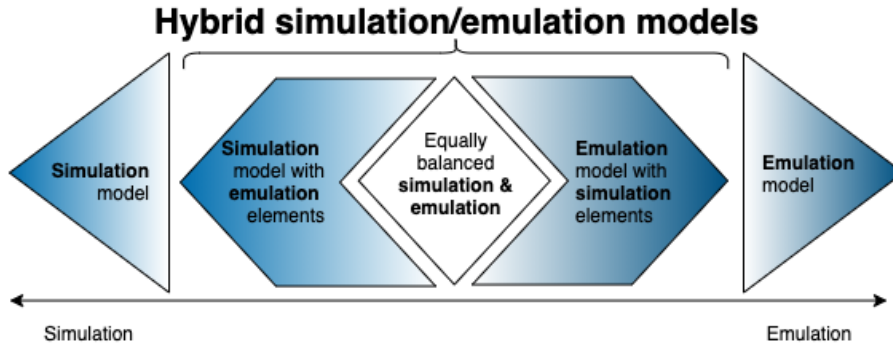 Hybrid simulation/emulation models
Simulation
model
Simulation
model with
emulation
elements
Equally
balanced
simulation &
emulation
Emulation
model with
simulation
elements
Emulation
model
Simulation
Emulation